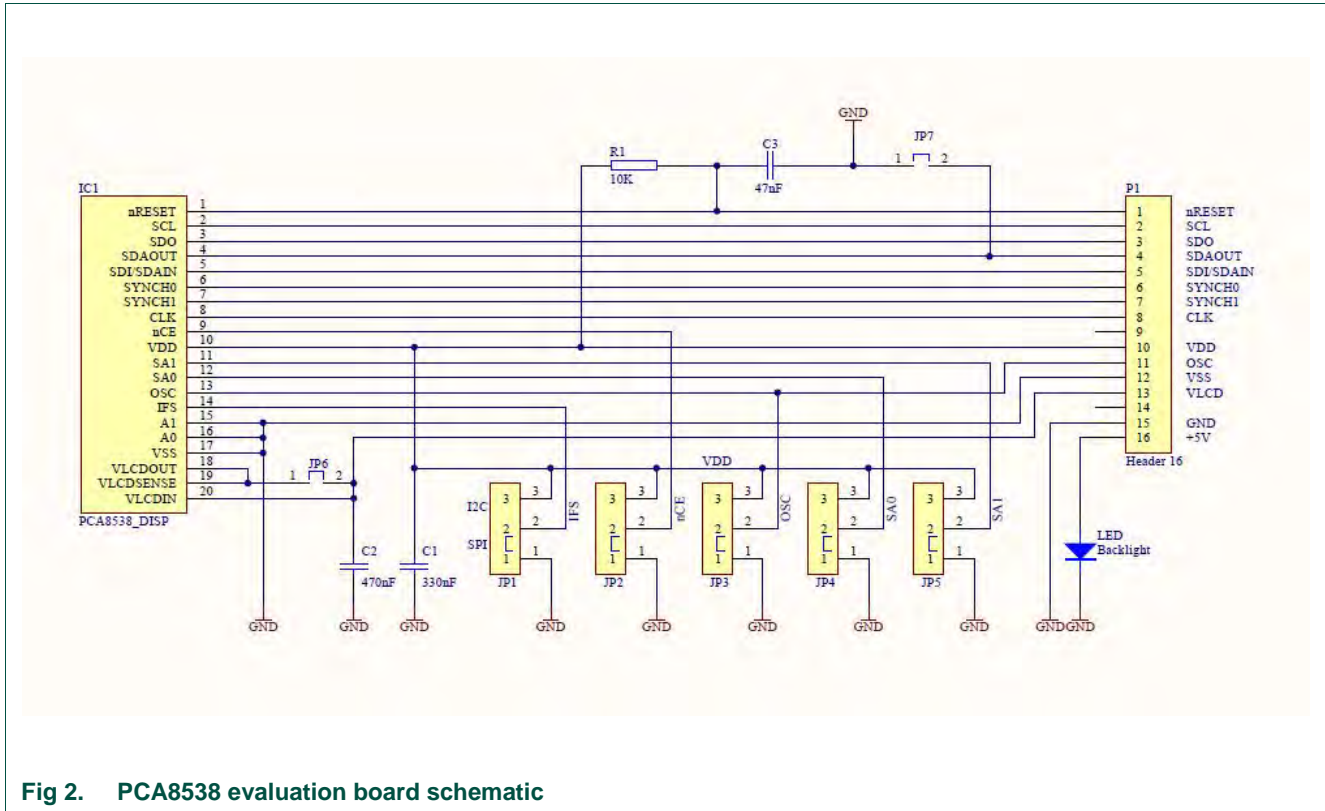 GND
JP7
1 2
R1
10K
C3
47nF
IC1
nRESET 1
SCL 2
SDO 3
SDAOUT 4
SDI/SDAIN 5
SYNCH0 6
SYNCH1 7
CLK 8
nCE 9
VDD 10
SA1 11
SA0 12
OSC 13
IFS 14
A1 15
A0 16
VSS 17
VLCDOUT 18
VLCDSENSE 19
VLCDIN 20
PCA8538_DISP
P1
1 nRESET
2 SCL
3 SDO
4 SDAOUT
5 SDI/SDAIN
6 SYNCH0
7 SYNCH1
8 CLK
9
10 VDD
11 OSC
12 VSS
13 VLCD
14
15 GND
16 +5V
Header 16
JP6
1 2
VDD
I2C
SPI
3 3
2 2
1 1
JP1
IFS
3 3
2 2
1 1
JP2
nCE
3 3
2 2
1 1
JP3
OSC
3 3
2 2
1 1
JP4
SA0
3 3
2 2
1 1
JP5
SA1
C2
470nF
C1
330nF
LED
Backlight
GND
GND
GND
GND
GND
GND
GND
GND
GND
GND
Fig 2. PCA8538 evaluation board schematic